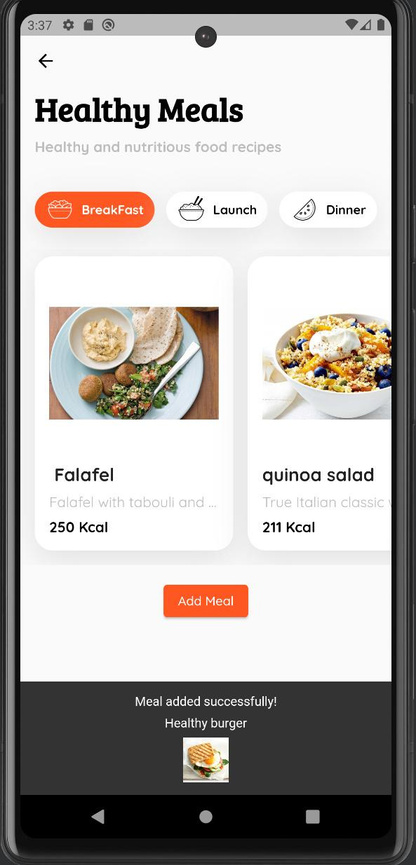 3:37
Healthy Meals
Healthy and nutritious food recipes
BreakFast
Launch
Dinner
Falafel
Falafel with tabouli and ...
250 Kcal
quinoa salad
True Italian classic
211 Kcal
Add Meal
Meal added successfully!
Healthy burger